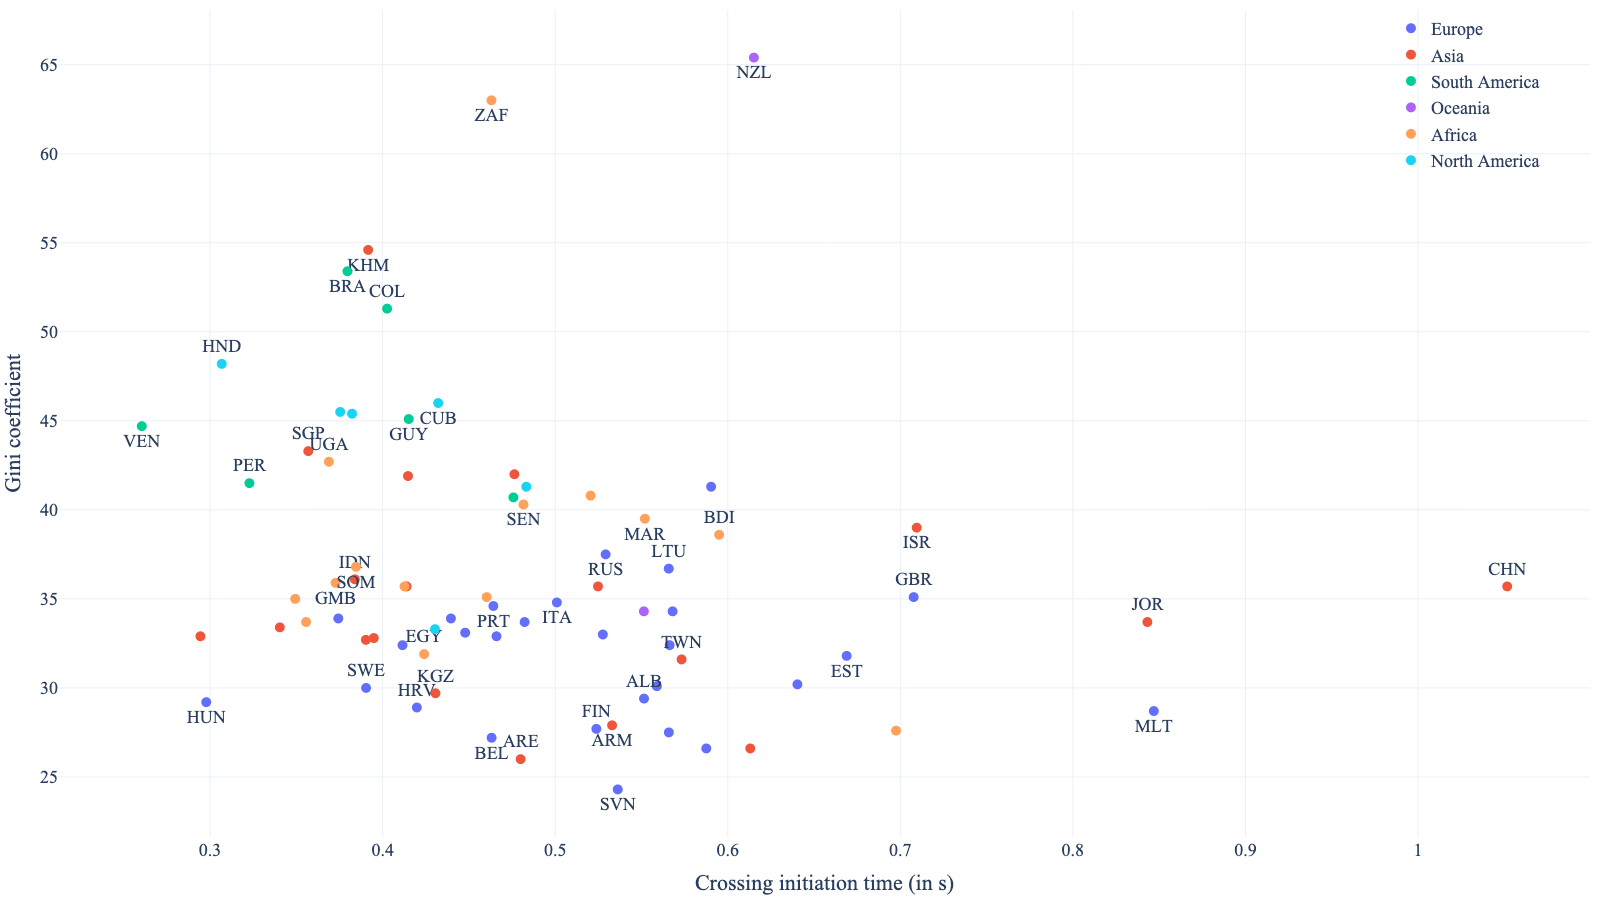 Europe
Asia
South America
Oceania
Africa
North America
65
60
55
50
45
40
35
30
25
Gini coefficient
NZL
ZAF
KHM
BRA
COL
HND
CUB
VEN
GUY
SGP
UGA
PER
SEN
MAR
BDI
ISR
LTU
IDN
SOM
RUS
CHN
GBR
GMB
JOR
PRT
ITA
EGY
TWN
SWE
KGZ
EST
HRV
ALB
HUN
FIN
MLT
BEL
ARE
ARM
SVN
0.3
0.4
0.5
0.6
0.7
0.8
0.9
1
Crossing initiation time (in s)